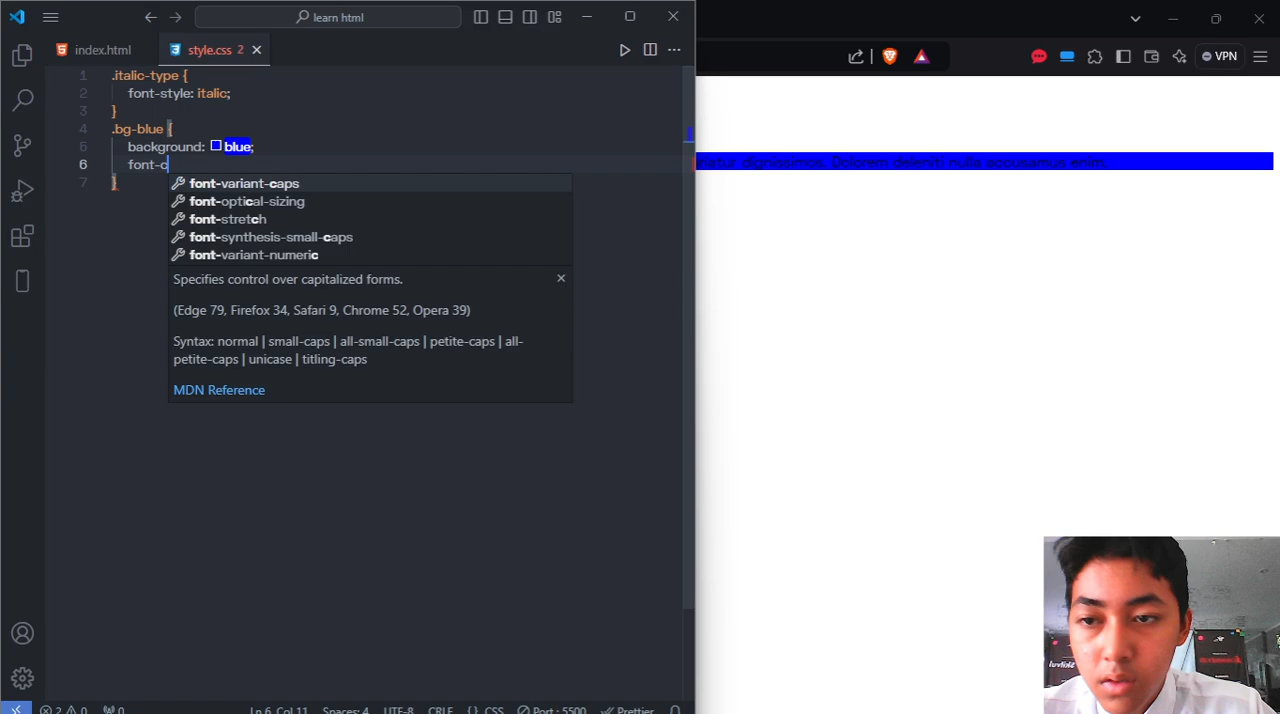 learn html
index.html
style.css 2
VPN
1 .italic-type {
2 font-style: italic;
3 }
4 .bg-blue {
5 background: blue;
6 font-c
7 }
font-variant-caps
font-optical-sizing
font-stretch
font-synthesis-small-caps
font-variant-numeric
Specifies control over capitalized forms.
(Edge 79, Firefox 34, Safari 9, Chrome 52, Opera 39)
Syntax: normal | small-caps | all-small-caps | petite-caps | all-
petite-caps | unicase | titling-caps
MDN Reference
dignissimos. Dolorem deleniti nulla accusamus enim.
2 0 0 Ln 6, Col 11 Spaces: 4 UTF-8 CRLF {} CSS Port : 5500 Prettier